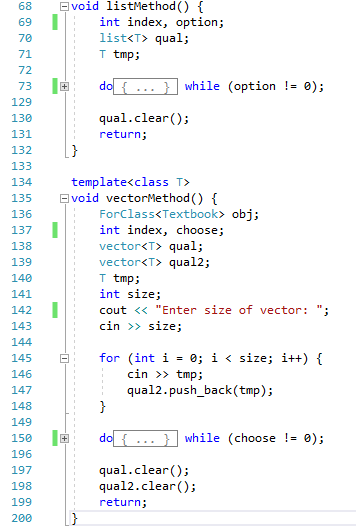 68 void listMethod() {
69 int index, option;
70 list<T> qual;
71 T tmp;
72
73 do { ... } while (option != 0);
129
130 qual.clear();
131 return;
132 }
133
134 template<class T>
135 void vectorMethod() {
136 ForClass<Textbook> obj;
137 int index, choose;
138 vector<T> qual;
139 vector<T> qual2;
140 T tmp;
141 int size;
142 cout << "Enter size of vector: ";
143 cin >> size;
144
145 for (int i = 0; i < size; i++) {
146 cin >> tmp;
147 qual2.push_back(tmp);
148 }
149
150 do { ... } while (choose != 0);
196
197 qual.clear();
198 qual2.clear();
199 return;
200 }